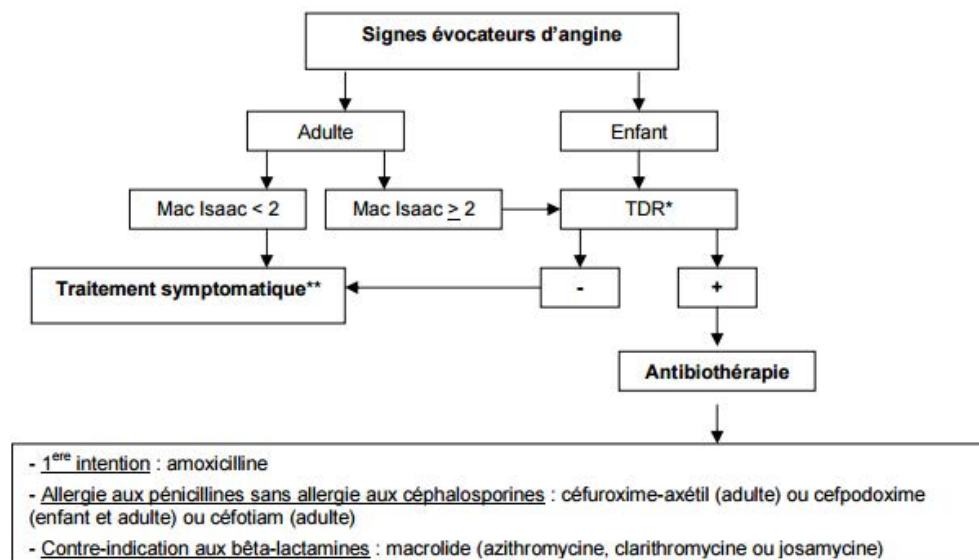 Signes évocateurs d'angine
Adulte
Enfant
Mac Isaac < 2
Mac Isaac ≥ 2
TDR*
Traitement symptomatique**
-
+
Antibiothérapie
- 1ere intention : amoxicilline
- Allergie aux pénicillines sans allergie aux céphalosporines : céfuroxime-axétil (adulte) ou cefpodoxime
(enfant et adulte) ou céfotiam (adulte)
- Contre-indication aux bêta-lactamines : macrolide (azithromycine, clarithromycine ou josamycine)